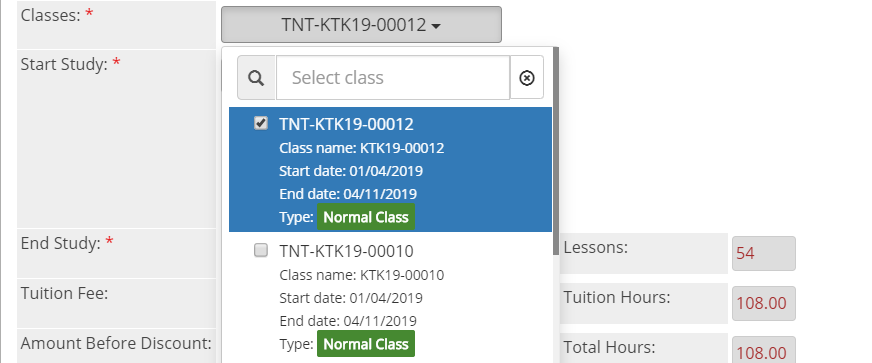 Classes: *
TNT-KTK19-00012
Start Study: *
Select class
TNT-KTK19-00012
Class name: KTK19-00012
Start date: 01/04/2019
End date: 04/11/2019
Type: Normal Class
End Study: *
TNT-KTK19-00010
Class name: KTK19-00010
Start date: 01/04/2019
End date: 04/11/2019
Type: Normal Class
Lessons:
54
Tuition Fee:
Tuition Hours:
108.00
Amount Before Discount:
Total Hours:
108.00